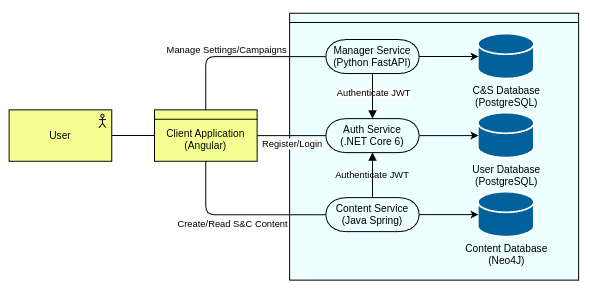 Manage Settings/Campaigns
Manager Service
(Python FastAPI)
C&S Database
(PostgreSQL)
Authenticate JWT
User
Client Application
(Angular)
Register/Login
Auth Service
(.NET Core 6)
User Database
(PostgreSQL)
Authenticate JWT
Create/Read S&C Content
Content Service
(Java Spring)
Content Database
(Neo4J)